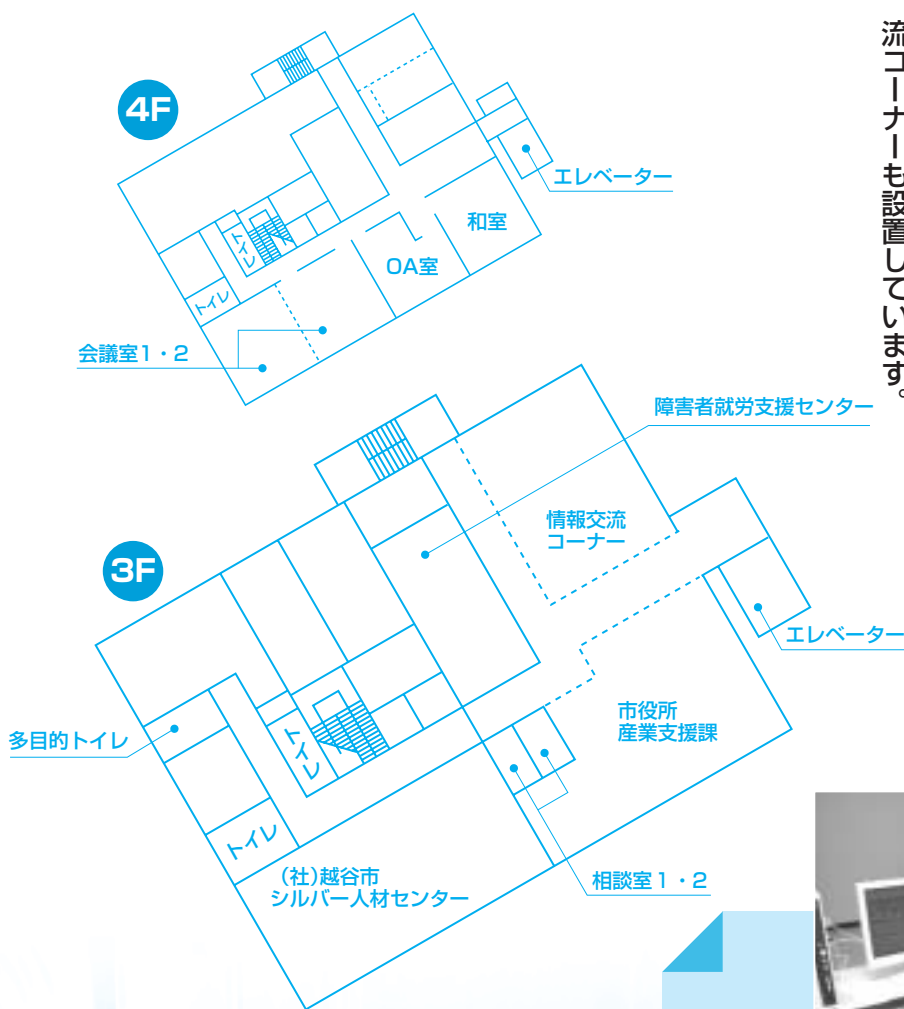 流コーナーも設置しています。
4F
エレベーター
和室
OA室
トイレ
トイレ
会議室1・2
障害者就労支援センター
情報交流
コーナー
3F
エレベーター
市役所
産業支援課
多目的トイレ
トイレ
トイレ
相談室1・2
(社)越谷市
シルバー人材センター